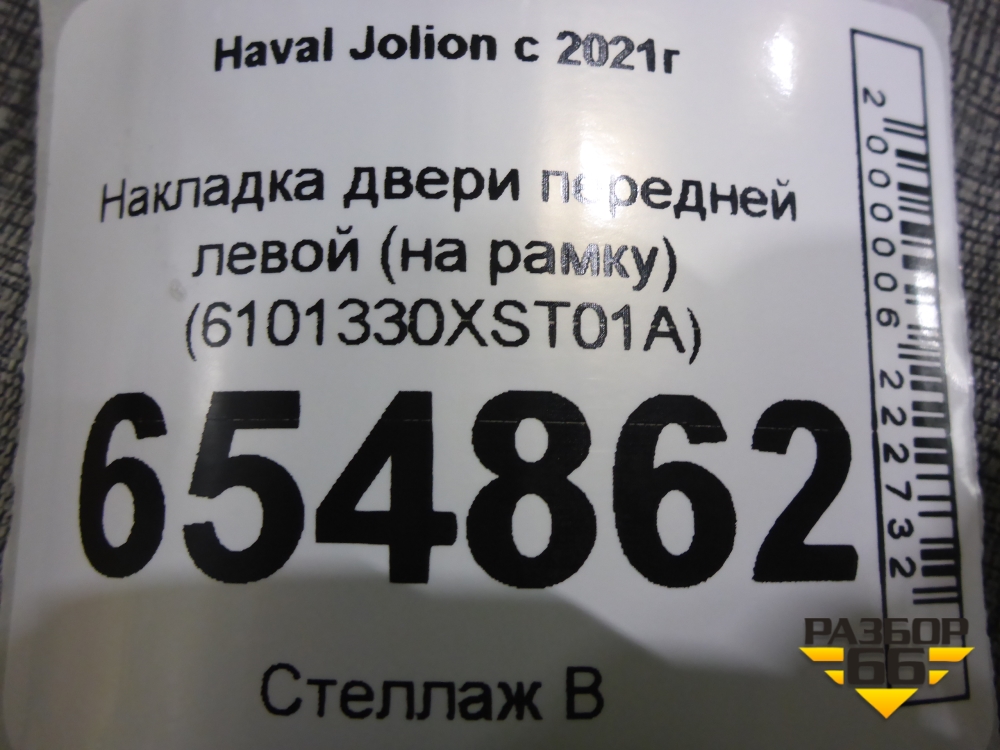 Haval Jolion с 2021г
Накладка двери передней
левой (на рамку)
(6101330XST01A)
654862
Стеллаж В
2000006222732
РАЗБОР
66